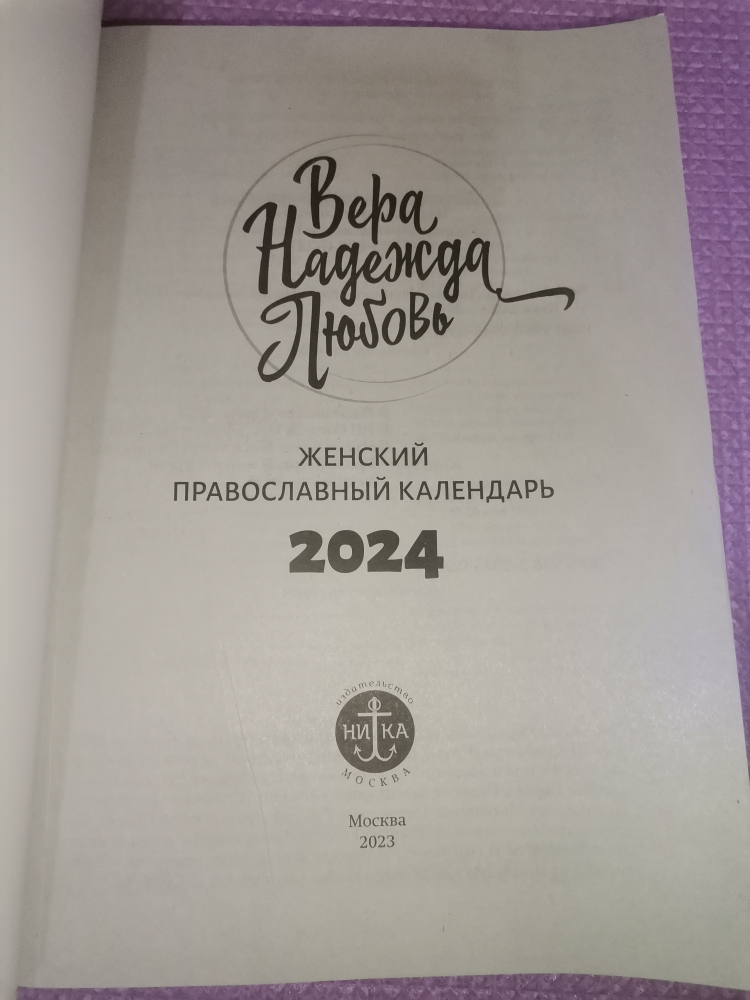 Вера
Надежда
Любовь
ЖЕНСКИЙ
ПРАВОСЛАВНЫЙ КАЛЕНДАРЬ
2024
издательство
НИКА
МОСКВА
Москва
2023